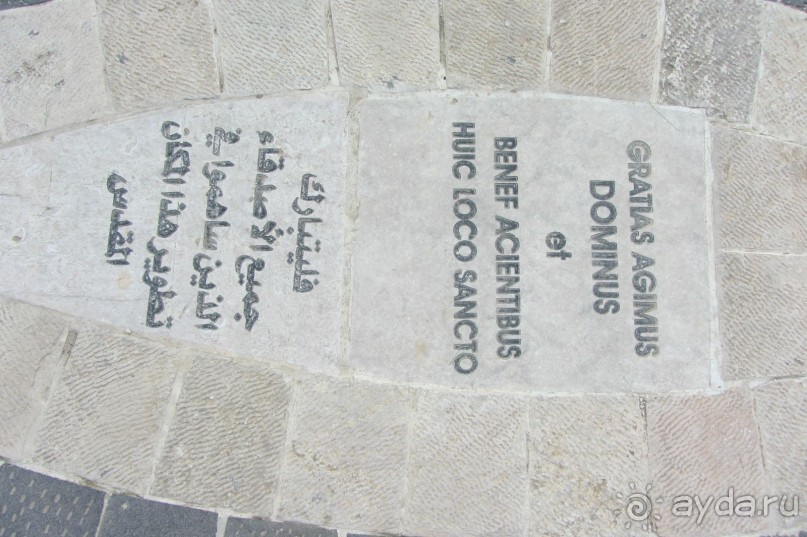 GRATIAS AGIMUS
DOMINUS
et
BENEF ACIENTIBUS
HUIC LOCO SANCTO
فليتبارك
جميع الأصدقاء
الذين ساهموا في
تطوير هذا المكان
المقدس
ayda.ru